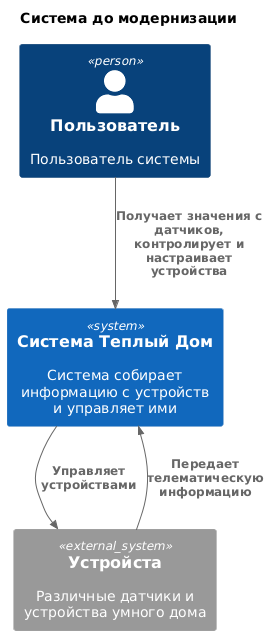 Система до модернизации
«person»
Пользователь
Пользователь системы
Получает значения с
датчиков,
контролирует и
настраивает
устройства
«system»
Система Теплый Дом
Система собирает
информацию с устройств
и управляет ими
Управляет
устройствами
Передает
телематическую
информацию
«external_system»
Устройста
Различные датчики и
устройства умного дома